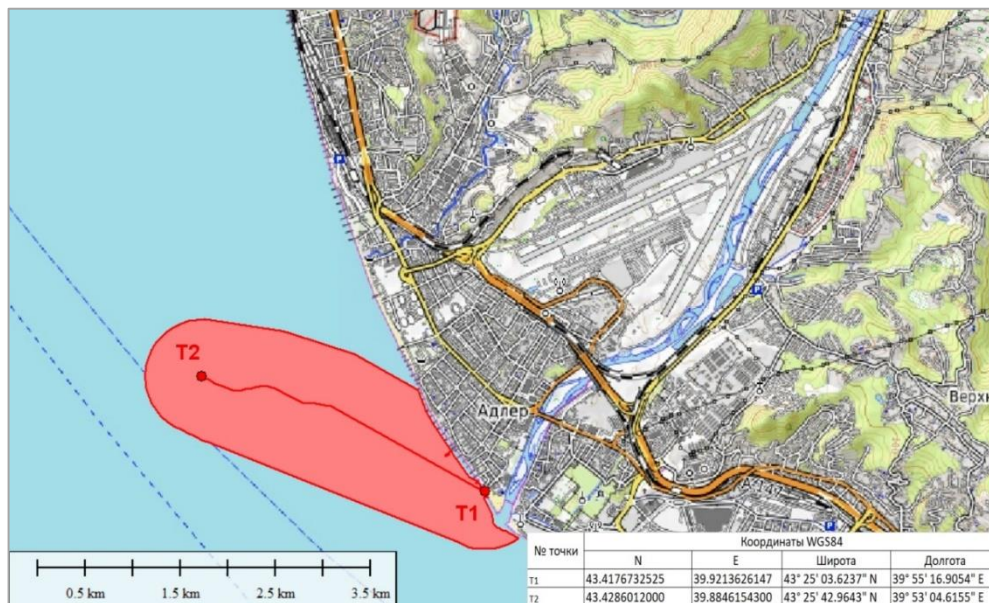 T2
Адлер
T1
0.5 km 1.5 km 2.5 km 3.5 km
№ точки Координаты WGS84
N E Широта Долгота
T1 43.4176732525 39.9213626147 43° 25' 03.6237" N 39° 55' 16.9054" E
T2 43.4286012000 39.8846154300 43° 25' 42.9643" N 39° 53' 04.6155" E